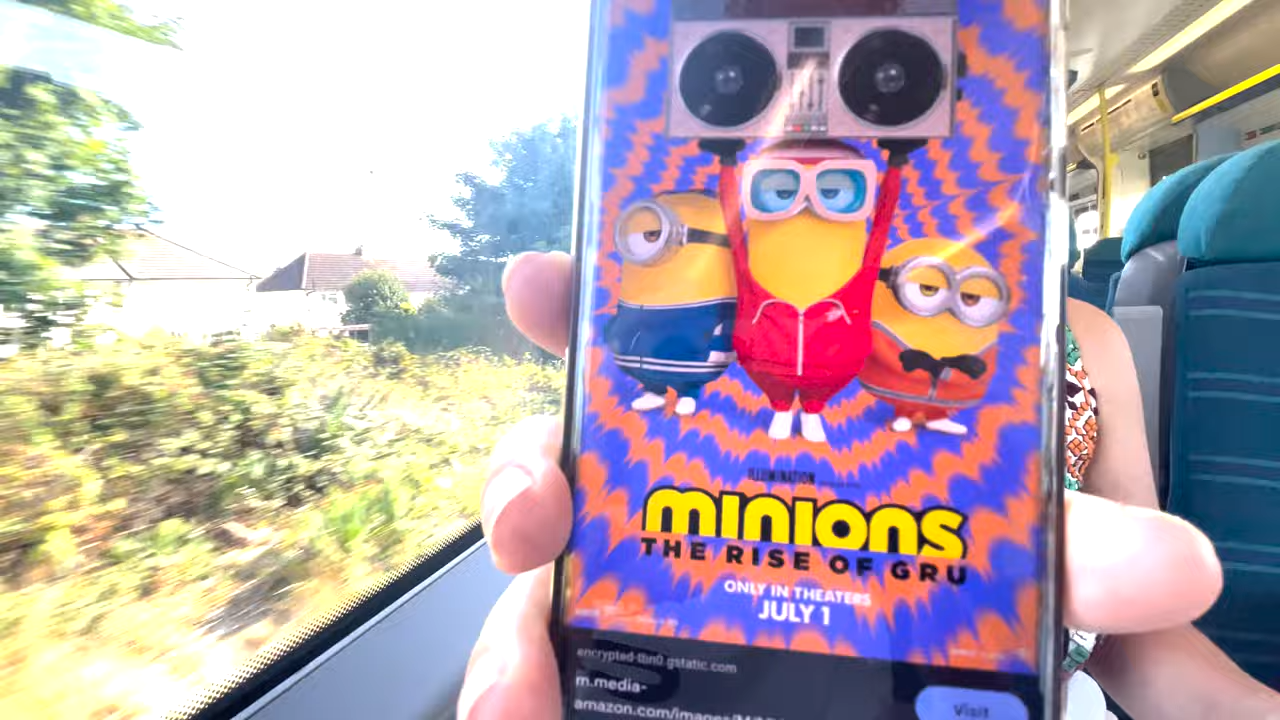 ILLUMINATION
MINIONS
THE RISE OF GRU
ONLY IN THEATERS
JULY 1
encrypted-tbn0.gstatic.com
m.media-
amazon.com/images/M/
Visit